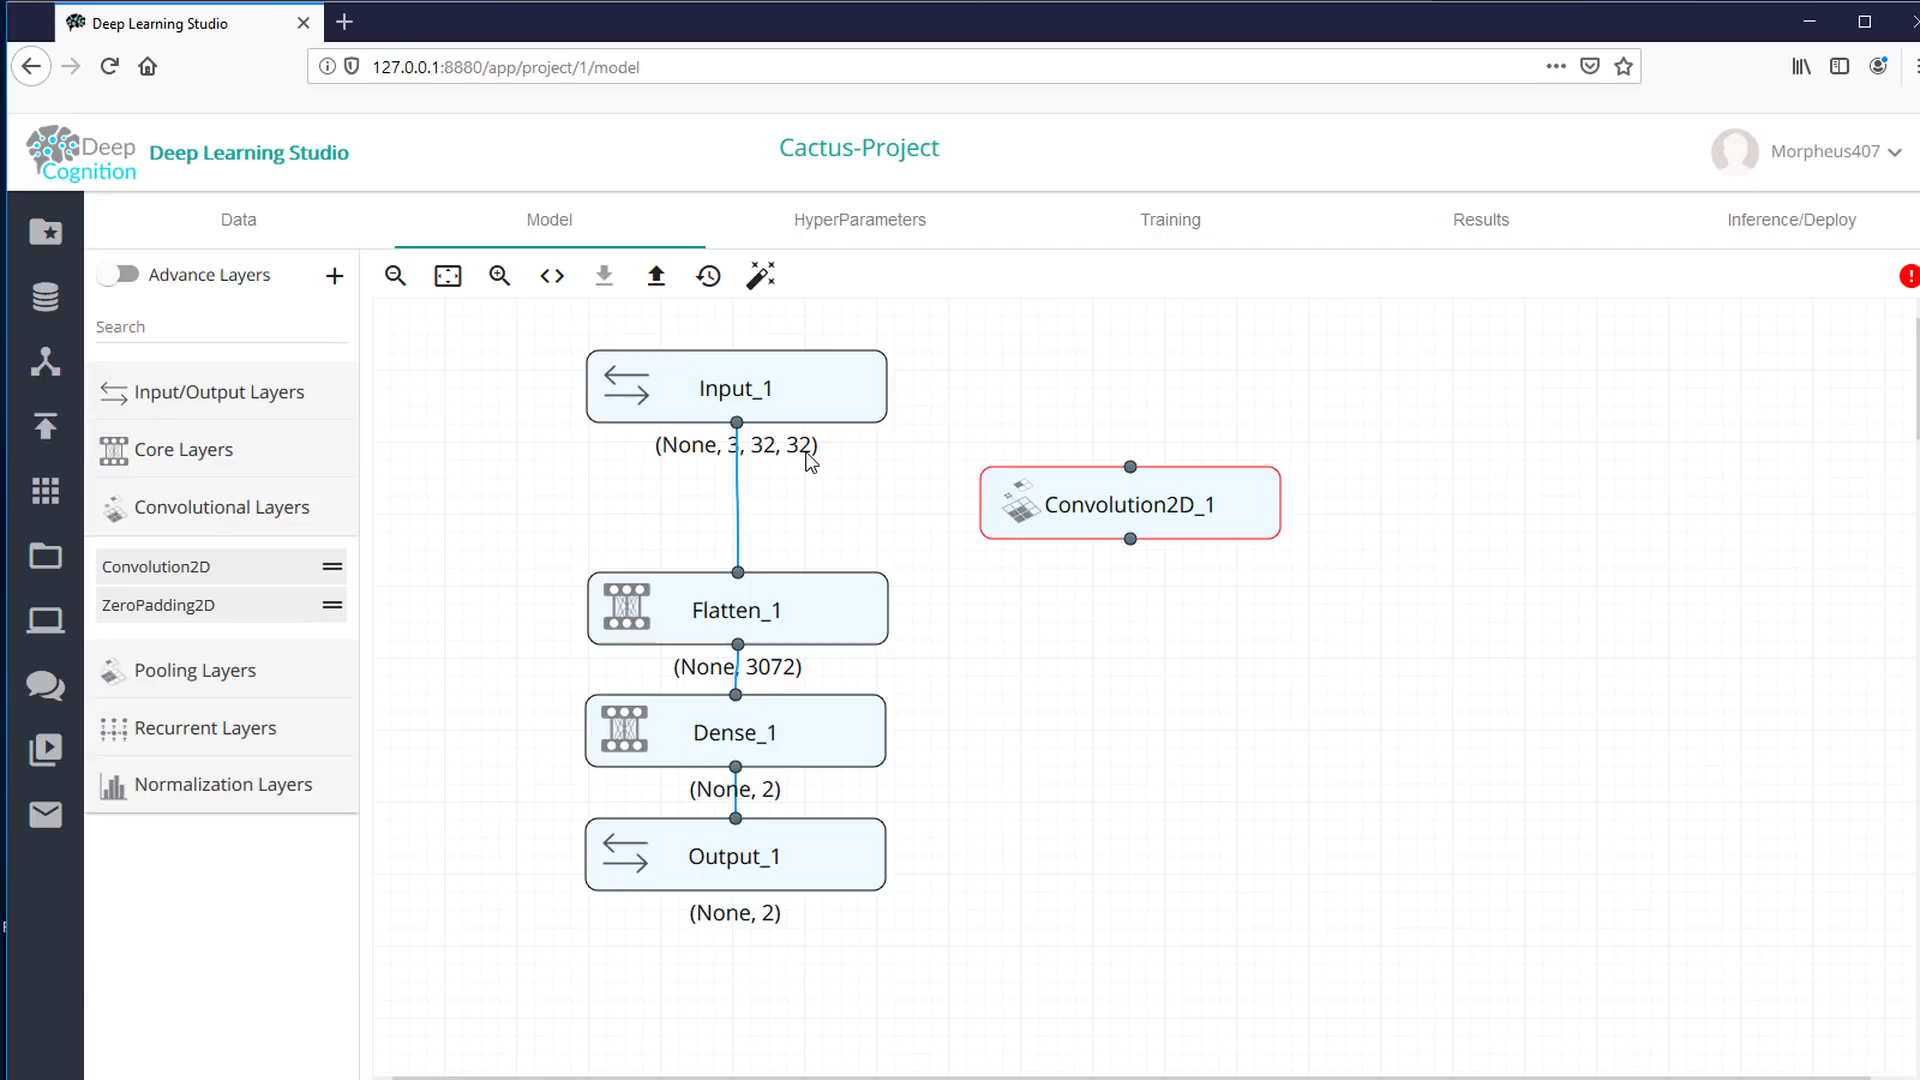 Deep Learning Studio
127.0.0.1:8880/app/project/1/model
Deep
Cognition
Deep Learning Studio
Cactus-Project
Morpheus407
Data
Model
HyperParameters
Training
Results
Inference/Deploy
Advance Layers
Search
Input/Output Layers
Core Layers
Convolutional Layers
Convolution2D
ZeroPadding2D
Pooling Layers
Recurrent Layers
Normalization Layers
Input_1
(None, 3, 32, 32)
Convolution2D_1
Flatten_1
(None, 3072)
Dense_1
(None, 2)
Output_1
(None, 2)